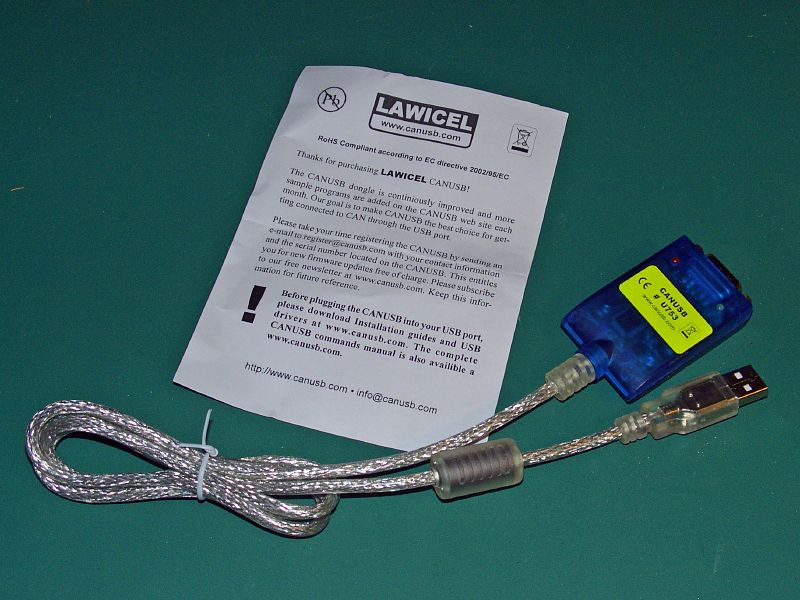 Pb
LAWICEL
www.canusb.com
RoHS Compliant according to EC directive 2002/95/EC
Thanks for purchasing LAWICEL CANUSB!
The CANUSB dongle is continuously improved and more
sample programs are added on the CANUSB web site each
month. Our goal is to make CANUSB the best choice for get-
ting connected to CAN through the USB port.
Please take your time registering the CANUSB by sending an
e-mail to register@canusb.com with your contact information
and the serial number located on the CANUSB. This entitles
you for new firmware updates free of charge. Please subscribe
to our free newsletter at www.canusb.com. Keep this infor-
mation for future reference.
! Before plugging the CANUSB into your USB port,
please download Installation guides and USB
drivers at www.canusb.com. The complete
CANUSB commands manual is also availible a
www.canusb.com.
http://www.canusb.com • info@canusb.com
CE
CANUSB
# U753
www.canusb.com